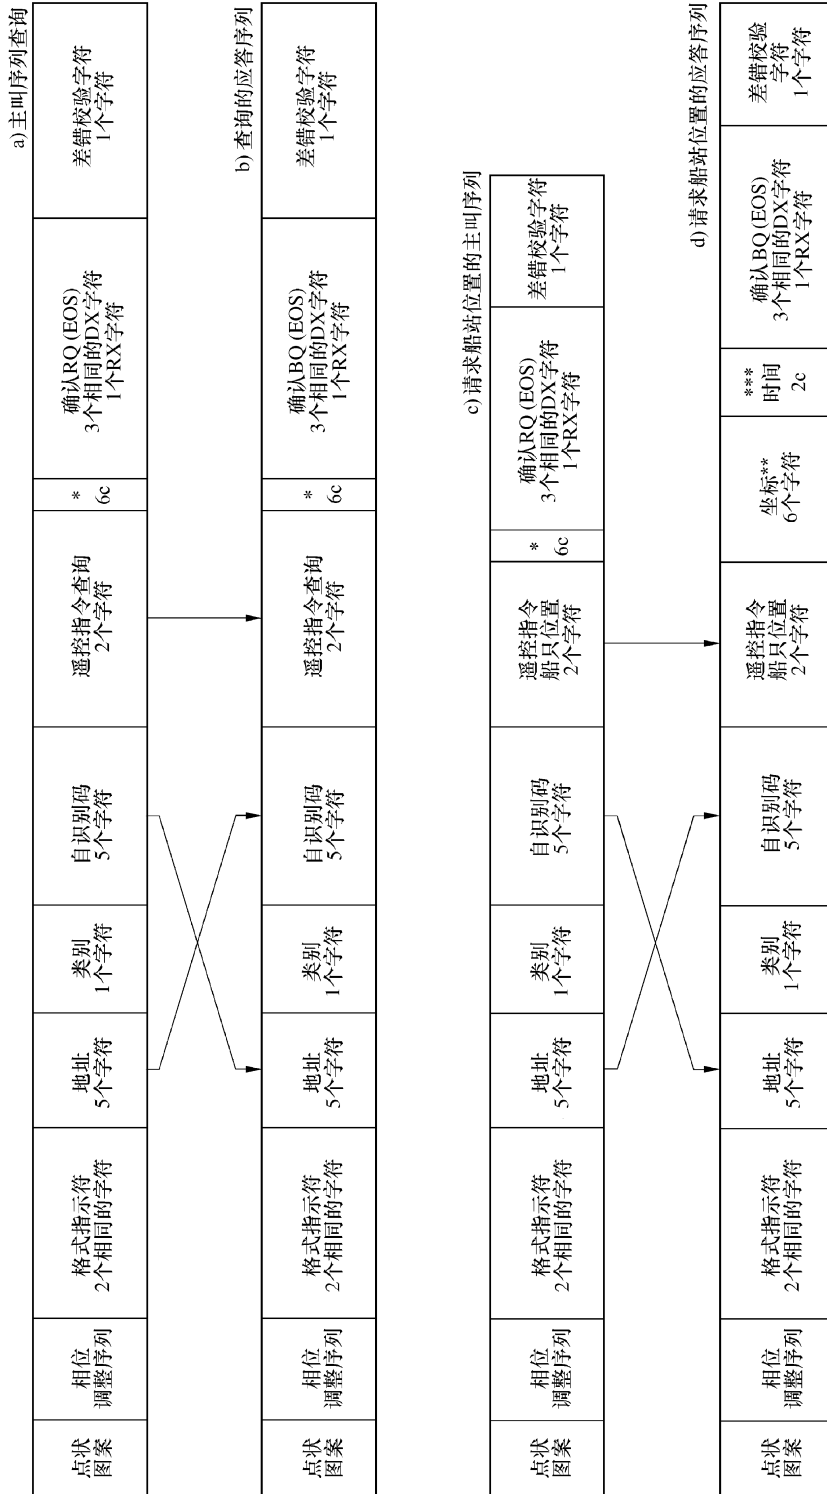 a)主叫序列查询
点状
图案
相位
调整序列
格式指示符
2个相同的字符
地址
5个字符
类别
1个字符
自识别码
5个字符
遥控指令查询
2个字符
*
6c
确认RQ (EOS)
3个相同的DX字符
1个RX字符
差错校验字符
1个字符
b) 查询的应答序列
点状
图案
相位
调整序列
格式指示符
2个相同的字符
地址
5个字符
类别
1个字符
自识别码
5个字符
遥控指令查询
2个字符
*
6c
确认BQ (EOS)
3个相同的DX字符
1个RX字符
差错校验字符
1个字符
c) 请求船站位置的主叫序列
点状
图案
相位
调整序列
格式指示符
2个相同的字符
地址
5个字符
类别
1个字符
自识别码
5个字符
遥控指令
船只位置
2个字符
*
6c
确认RQ (EOS)
3个相同的DX字符
1个RX字符
差错校验字符
1个字符
d) 请求船站位置的应答序列
点状
图案
相位
调整序列
格式指示符
2个相同的字符
地址
5个字符
类别
1个字符
自识别码
5个字符
遥控指令
船只位置
2个字符
坐标**
6个字符
***
时间
2c
确认BQ (EOS)
3个相同的DX字符
1个RX字符
差错校验
字符
1个字符